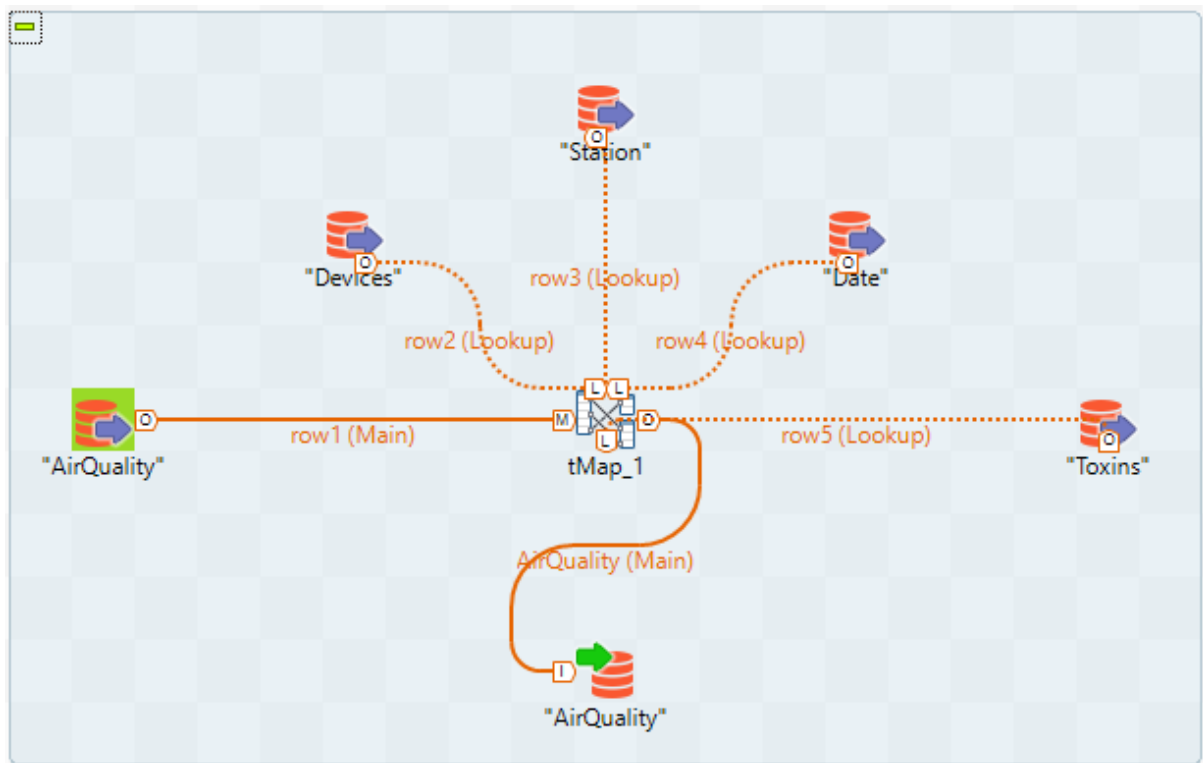 O
"Station"
O
"Devices"
O
"Date"
row3 (Lookup)
row2 (Lookup)
row4 (Lookup)
L L
O
row1 (Main)
M
L
O
row5 (Lookup)
O
"AirQuality"
tMap_1
"Toxins"
AirQuality (Main)
I
"AirQuality"